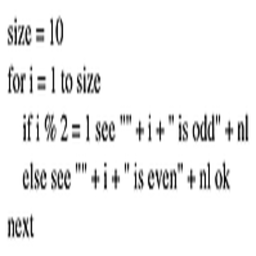 size = 10
for i = 1 to size
if i % 2 = 1 see "" + i + " is odd" + nl
else see "" + i + " is even" + nl ok
next